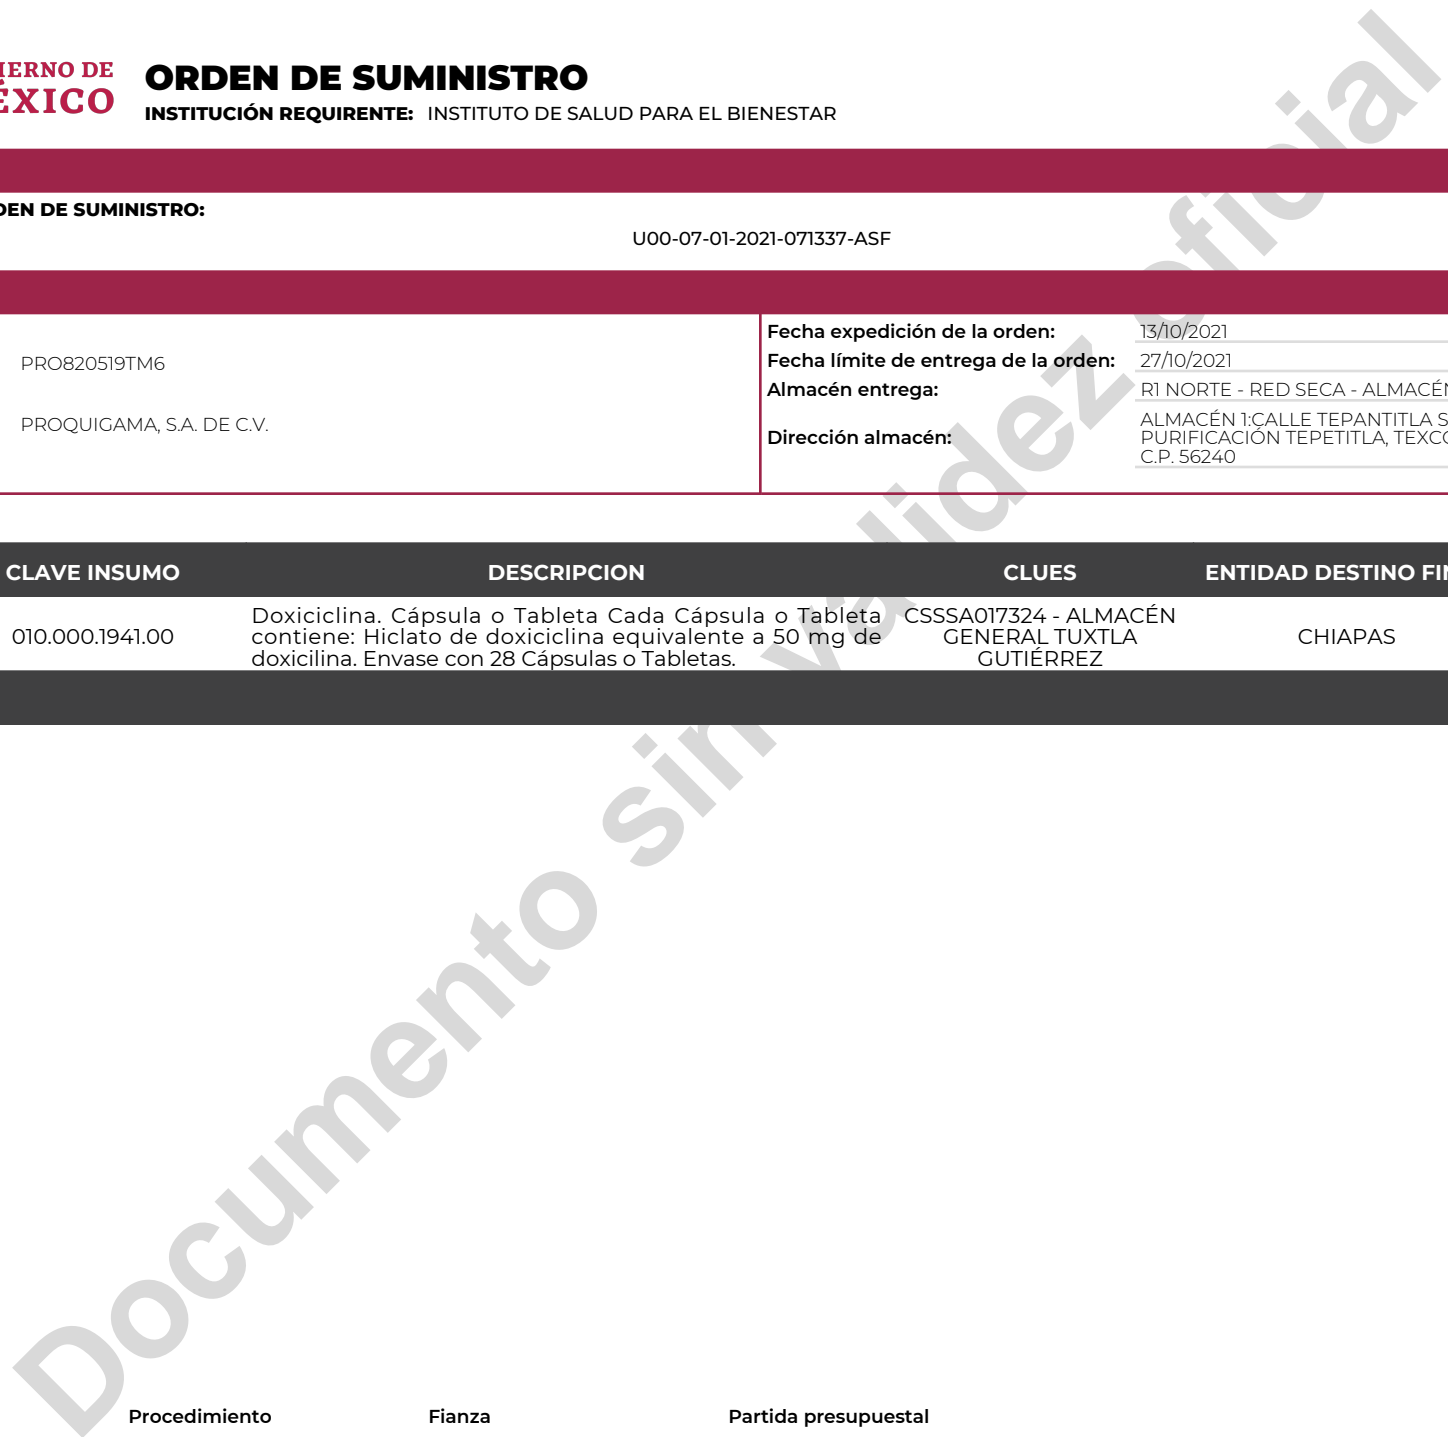 IERNO DE
ÉXICO
ORDEN DE SUMINISTRO
INSTITUCIÓN REQUIRENTE: INSTITUTO DE SALUD PARA EL BIENESTAR
DEN DE SUMINISTRO:
U00-07-01-2021-071337-ASF
PRO820519TM6
PROQUIGAMA, S.A. DE C.V.
Fecha expedición de la orden: 13/10/2021
Fecha límite de entrega de la orden: 27/10/2021
Almacén entrega: R1 NORTE - RED SECA - ALMACÉN
Dirección almacén:
ALMACÉN 1:CALLE TEPANTITLA S
PURIFICACIÓN TEPETITLA, TEXCO
C.P. 56240
CLAVE INSUMO DESCRIPCION CLUES ENTIDAD DESTINO FIN
010.000.1941.00
Doxiciclina. Cápsula o Tableta Cada Cápsula o Tableta
contiene: Hiclato de doxiciclina equivalente a 50 mg de
doxicilina. Envase con 28 Cápsulas o Tabletas.
CSSSA017324 - ALMACÉN
GENERAL TUXTLA
GUTIÉRREZ
CHIAPAS
Documento sin validez oficial
Procedimiento Fianza Partida presupuestal